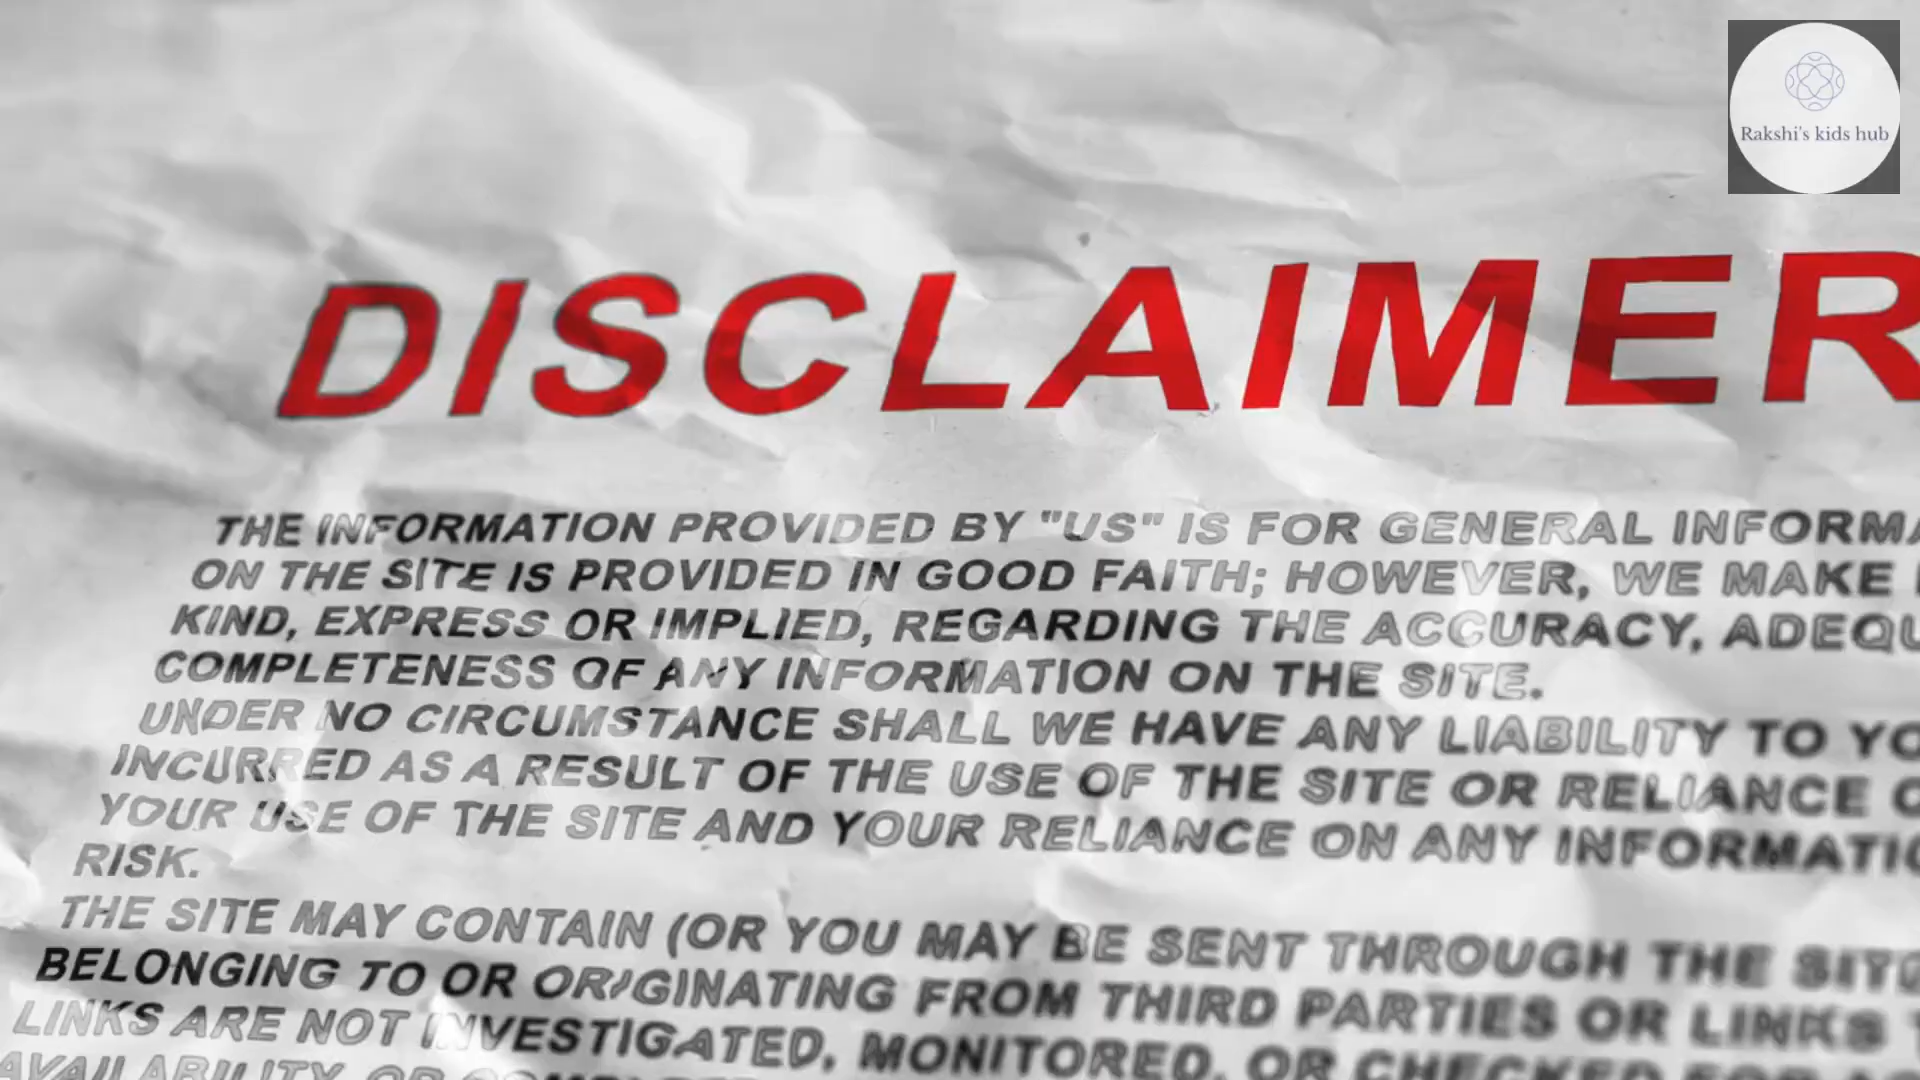 Rakshi's kids hub
DISCLAIMER
THE INFORMATION PROVIDED BY "US" IS FOR GENERAL
ON THE SITE IS PROVIDED IN GOOD FAITH; HOWEVER, WE MAKE
KIND, EXPRESS OR IMPLIED, REGARDING THE ACCURACY,
COMPLETENESS OF ANY INFORMATION ON THE SITE.
UNDER NO CIRCUMSTANCE SHALL WE HAVE ANY LIABILITY TO
INCURRED AS A RESULT OF THE USE OF THE SITE OR RELIANCE
YOUR USE OF THE SITE AND YOUR RELIANCE ON ANY
RISK.
THE SITE MAY CONTAIN (OR YOU MAY BE SENT THROUGH THE
BELONGING TO OR ORIGINATING FROM THIRD PARTIES OR LINKS
LINKS ARE NOT INVESTIGATED, MONITORED, OR CHECKED FOR
AVAILABILITY, OR